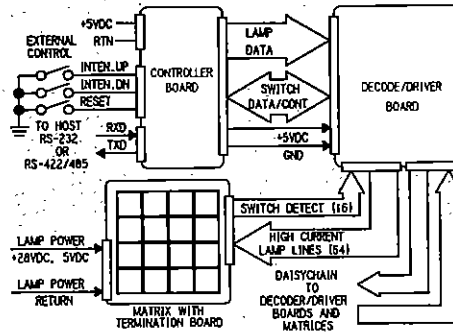 +5VDC
RTN
EXTERNAL
CONTROL
INTEN.UP
INTEN.DN
RESET
TO HOST
RS-232
OR
RS-422/485
RXD
TXD
CONTROLLER
BOARD
LAMP
DATA
SWITCH
DATA/CONT
+5VDC
GND
DECODE/DRIVER
BOARD
SWITCH DETECT (16)
HIGH CURRENT
LAMP LINES (64)
LAMP POWER
+28VDC, 5VDC
LAMP POWER
RETURN
MATRIX WITH
TERMINATION BOARD
DAISYCHAIN
TO
DECODER/DRIVER
BOARDS AND
MATRICES